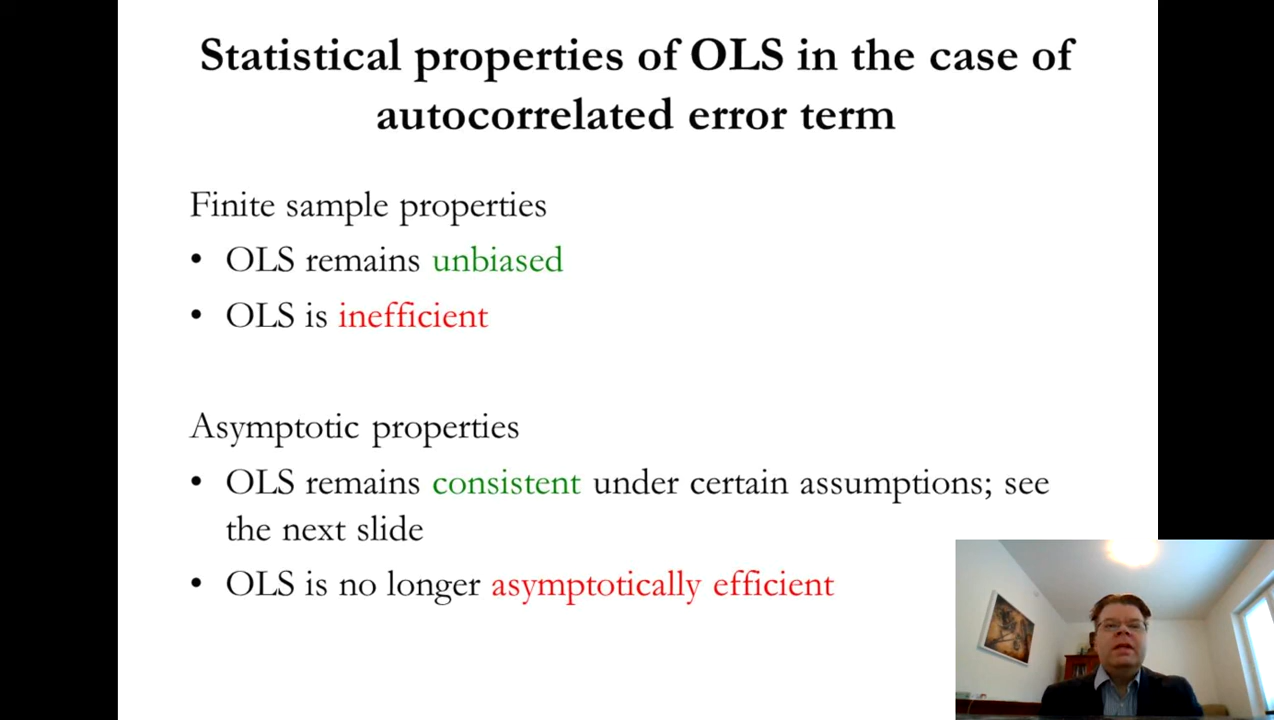 Statistical properties of OLS in the case of
autocorrelated error term
Finite sample properties
• OLS remains unbiased
• OLS is inefficient
Asymptotic properties
• OLS remains consistent under certain assumptions; see
the next slide
• OLS is no longer asymptotically efficient